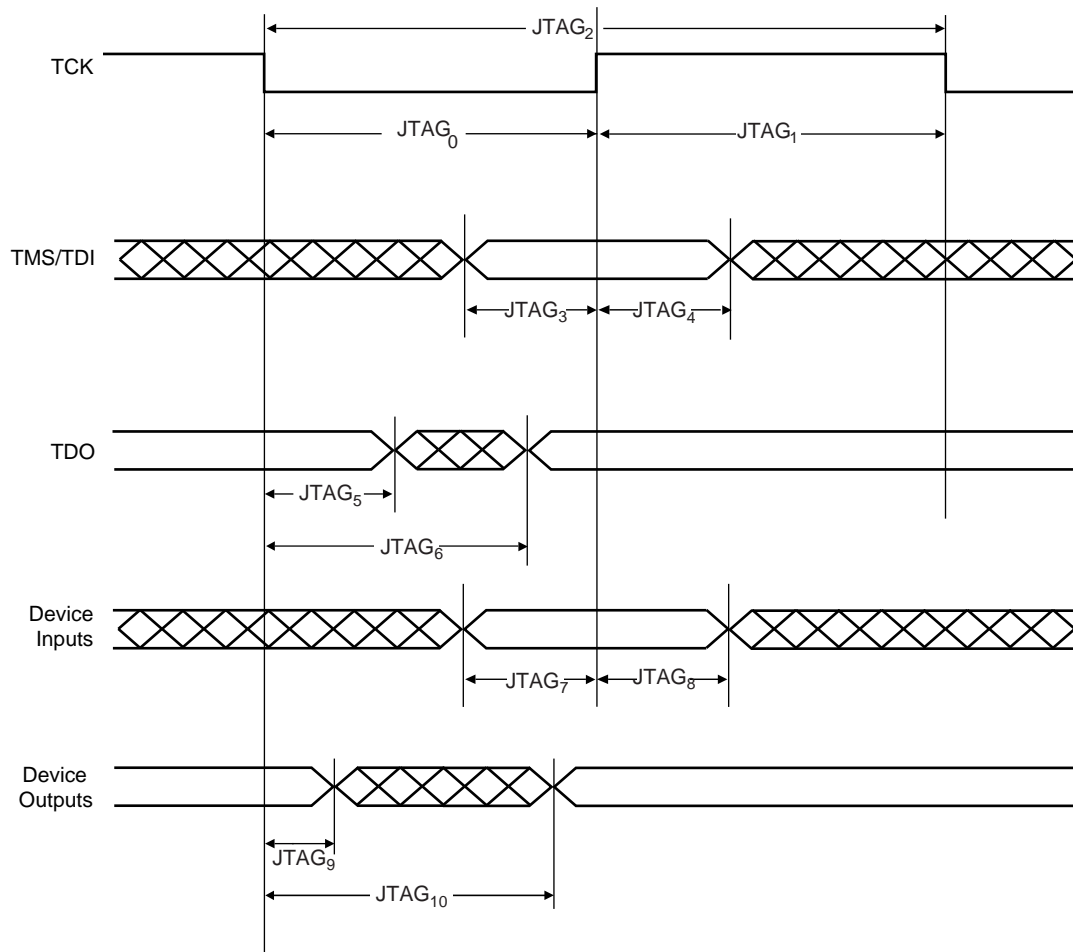 JTAG₂
TCK
JTAG₀
JTAG₁
TMS/TDI
JTAG₃
JTAG₄
TDO
JTAG₅
JTAG₆
Device
Inputs
JTAG₇
JTAG₈
Device
Outputs
JTAG₉
JTAG₁₀